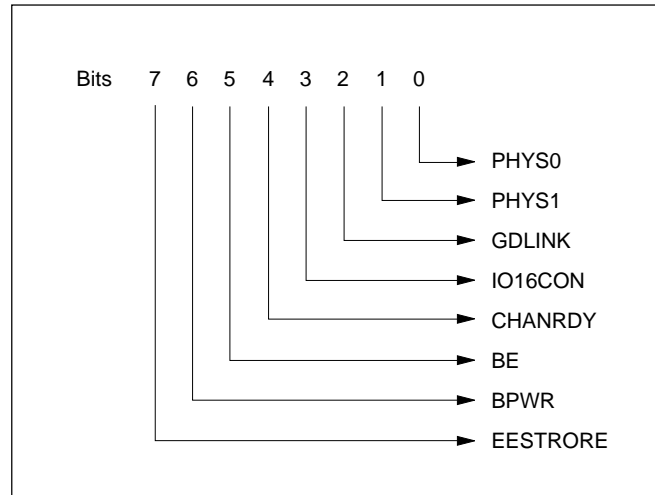 Bits 7 6 5 4 3 2 1 0
PHYS0
PHYS1
GDLINK
IO16CON
CHANRDY
BE
BPWR
EESTRORE